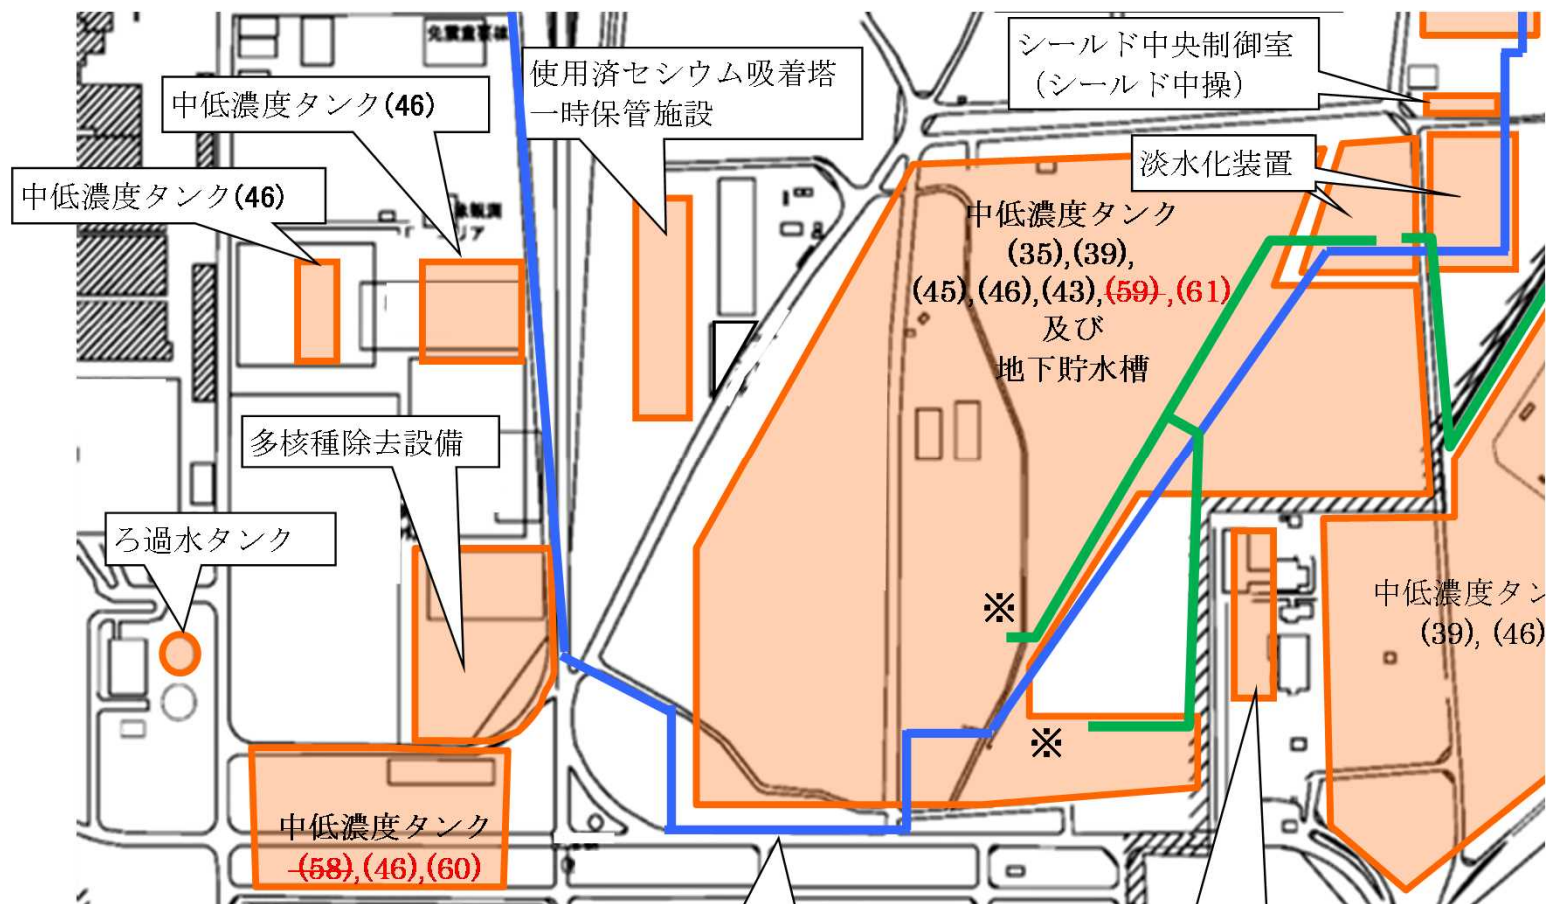 使用済セシウム吸着塔
一時保管施設
シールド中央制御室
(シールド中操)
中低濃度タンク(46)
中低濃度タンク(46)
淡水化装置
中低濃度タンク
(35),(39),
(45),(46),(43),(59),(61)
及び
地下貯水槽
多核種除去設備
ろ過水タンク
※
※
中低濃度タン
(39), (46)
中低濃度タンク
(58),(46),(60)